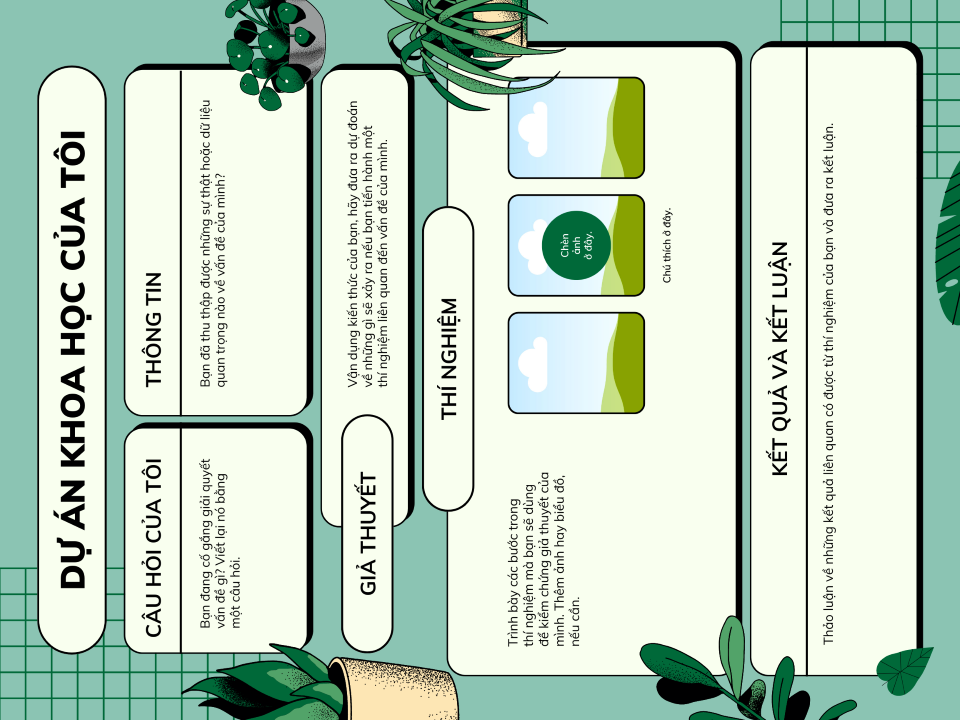 DỰ ÁN KHOA HỌC CỦA TÔI
CÂU HỎI CỦA TÔI
Bạn đang cố gắng giải quyết
vấn đề gì? Viết lại nó bằng
một câu hỏi.
THÔNG TIN
Bạn đã thu thập được những sự thật hoặc dữ liệu
quan trọng nào về vấn đề của mình?
GIẢ THUYẾT
Vận dụng kiến thức của bạn, hãy đưa ra dự đoán
về những gì sẽ xảy ra nếu bạn tiến hành một
thí nghiệm liên quan đến vấn đề của mình.
THÍ NGHIỆM
Trình bày các bước trong
thí nghiệm mà bạn sẽ dùng
để kiểm chứng giả thuyết của
mình. Thêm ảnh hay biểu đồ,
nếu cần.
Chèn
ảnh
ở đây.
Chú thích ở đây.
KẾT QUẢ VÀ KẾT LUẬN
Thảo luận về những kết quả liên quan có được từ thí nghiệm của bạn và đưa ra kết luận.